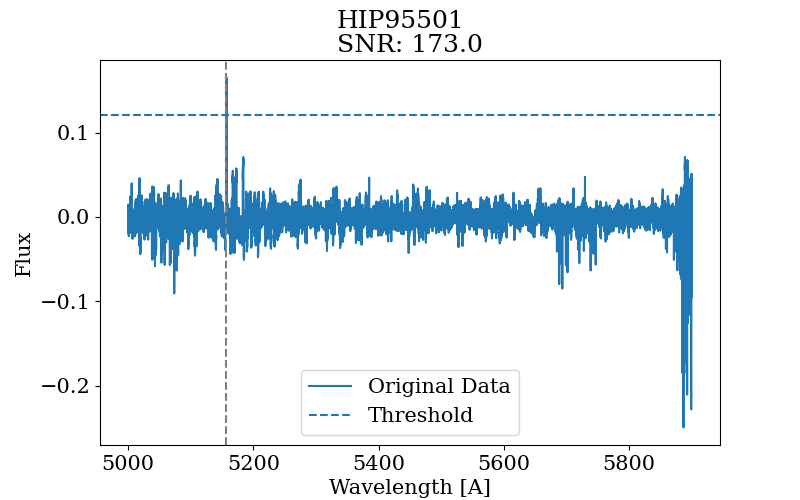 HIP95501
SNR: 173.0
0.1
0.0
−0.1
−0.2
Flux
Original Data
Threshold
5000 5200 5400 5600 5800
Wavelength [A]